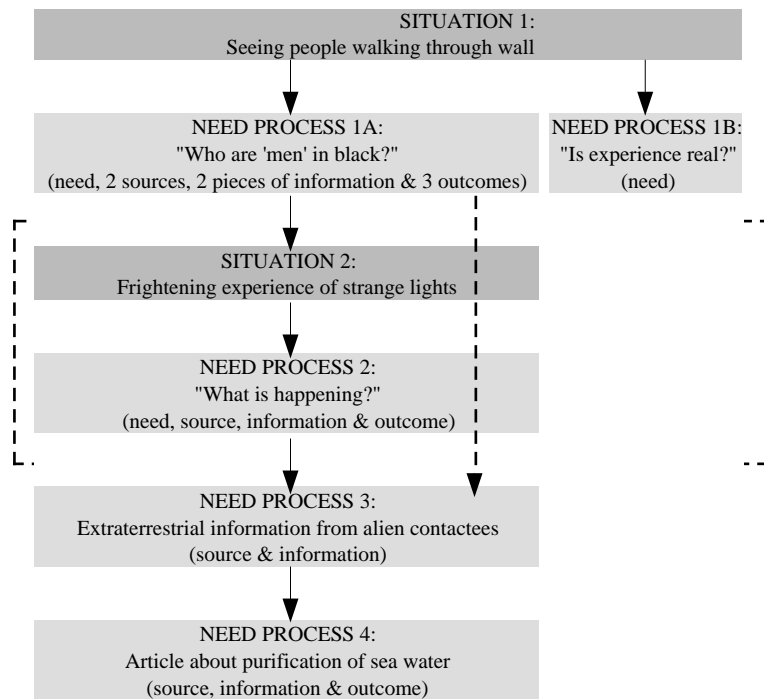 SITUATION 1:
Seeing people walking through wall
NEED PROCESS 1A:
"Who are 'men' in black?"
(need, 2 sources, 2 pieces of information & 3 outcomes)
NEED PROCESS 1B:
"Is experience real?"
(need)
SITUATION 2:
Frightening experience of strange lights
NEED PROCESS 2:
"What is happening?"
(need, source, information & outcome)
NEED PROCESS 3:
Extraterrestrial information from alien contactees
(source & information)
NEED PROCESS 4:
Article about purification of sea water
(source, information & outcome)